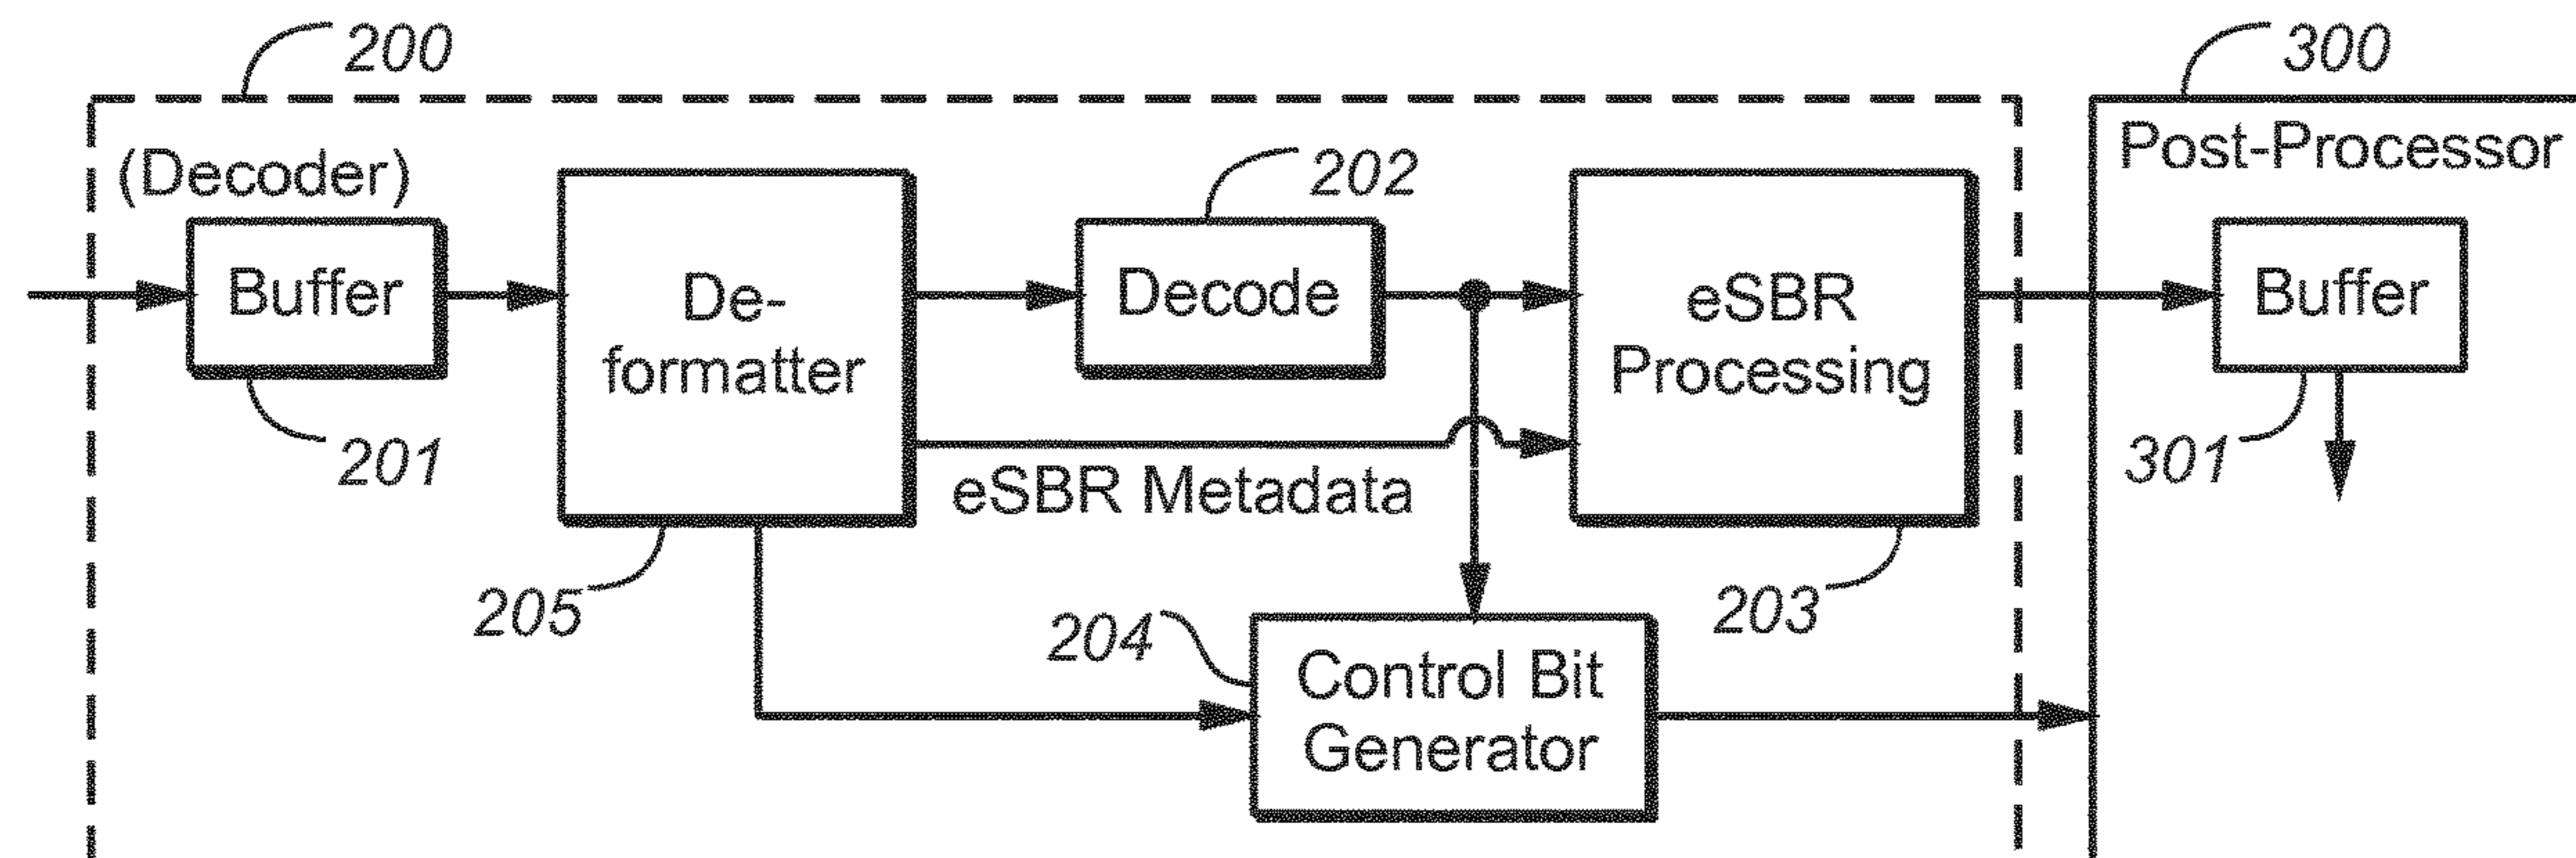 200
300
(Decoder)
Post-Processor
202
Buffer
De-
formatter
Decode
eSBR
Processing
Buffer
201
eSBR Metadata
301
205
204
203
Control Bit
Generator